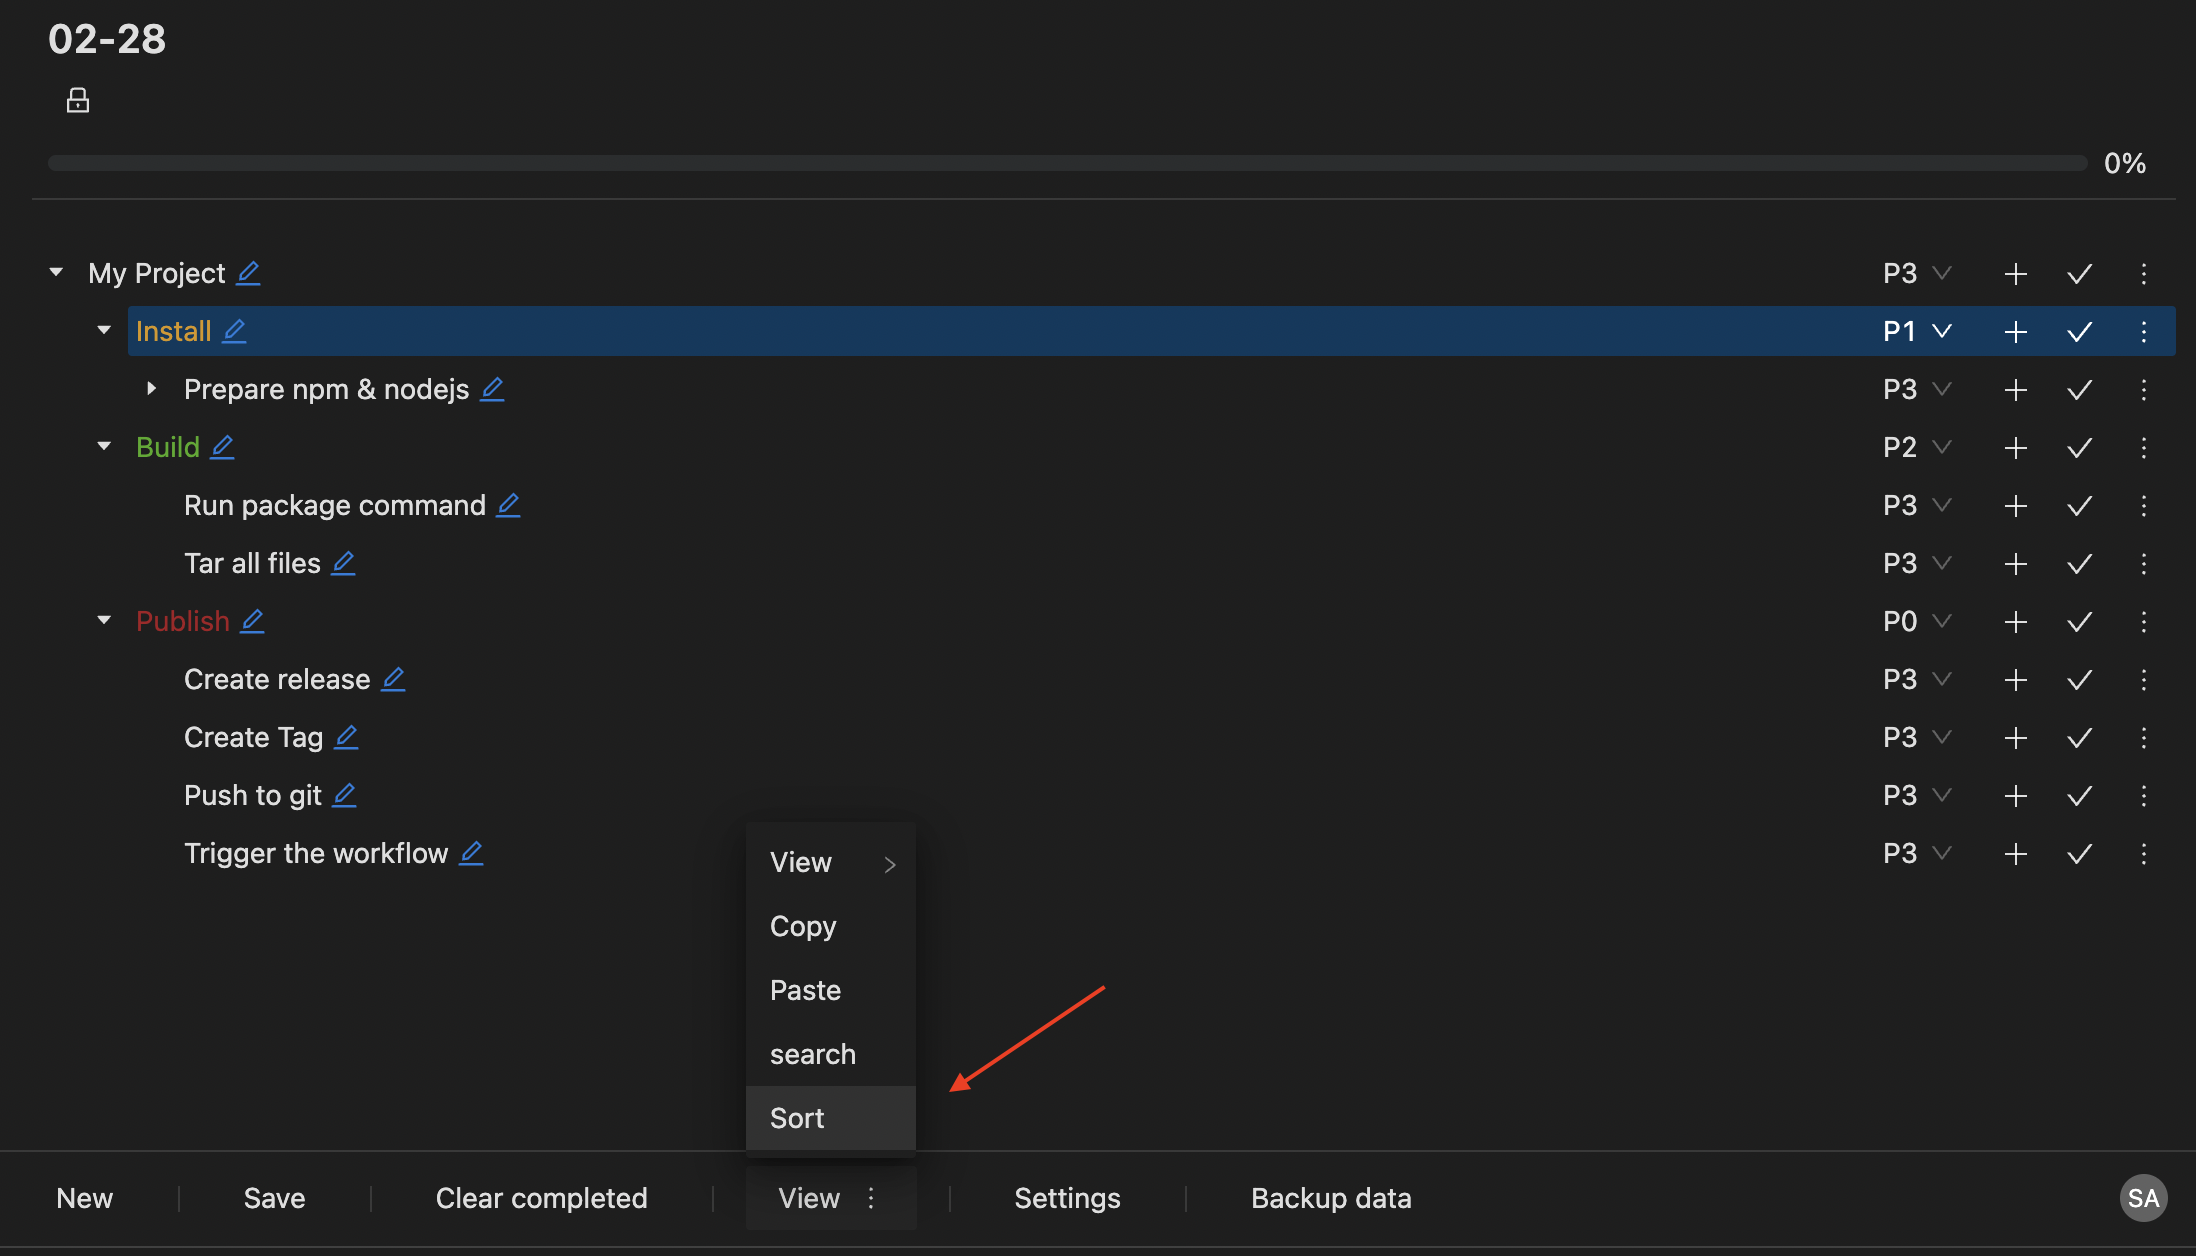 02-28
0%
My Project P3
Install P1
Prepare npm & nodejs P3
Build P2
Run package command P3
Tar all files P3
Publish P0
Create release P3
Create Tag P3
Push to git P3
Trigger the workflow P3
View
Copy
Paste
search
Sort
New Save Clear completed View Settings Backup data SA